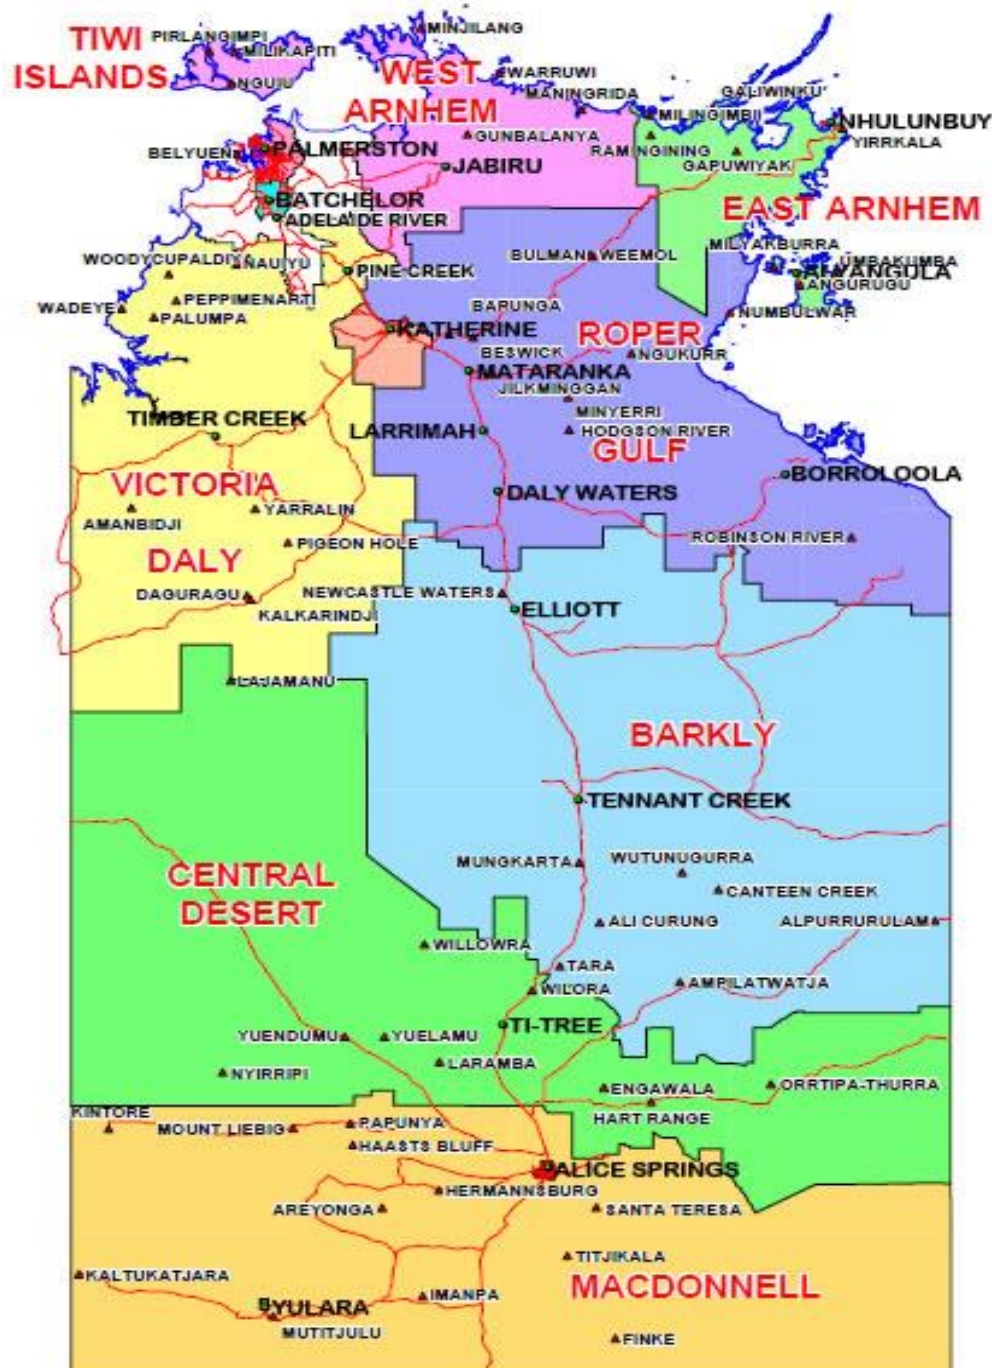 TIWI
ISLANDS
PIRLANGIMPI
MILIKAPITI
NGUIU
MINJILANG
WEST
ARNHEM
WARRUWI
MANINGRIDA
GALIWINKU
MILINGIMBI
NHULUNBUY
YIRRKALA
GUNBALANYA
RAMINGINING
GAPUWIYAK
BELYUEN
PALMERSTON
JABIRU
BATCHELOR
ADELAIDE RIVER
EAST ARNHEM
MILYAKBURRA
UMBAKUMBA
ALYANGULA
ANGURUGU
NUMBULWAR
WOODYCUPALDIYA
NAUIYU
PINE CREEK
BULMAN
WEEMOL
WADEYE
PEPPIMENARTI
PALUMPA
BARUNGA
KATHERINE
BESWICK
ROPER
NGUKURR
MATARANKA
JILKMINGGAN
MINYERRI
HODGSON RIVER
GULF
TIMBER CREEK
LARRIMAH
BORROLOOLA
VICTORIA
DALY
DALY WATERS
AMANBIDJI
YARRALIN
PIGEON HOLE
ROBINSON RIVER
DAGURAGU
KALKARINDJI
NEWCASTLE WATERS
ELLIOTT
LAJAMANU
BARKLY
TENNANT CREEK
MUNGKARTA
WUTUNUGURRA
CANTEEN CREEK
CENTRAL
DESERT
ALI CURUNG
ALPURRURULAM
WILLOWRA
TARA
WILORA
AMPILATWATJA
TI-TREE
YUENDUMU
YUELAMU
LARAMBA
NYIRRIPI
ENGAWALA
HART RANGE
ORRTIPA-THURRA
KINTORE
MOUNT LIEBIG
PAPUNYA
HAASTS BLUFF
ALICE SPRINGS
HERMANNSBURG
AREYONGA
SANTA TERESA
TITJIKALA
KALTUKATJARA
MACDONNELL
IMANPA
YULARA
MUTITJULU
FINKE